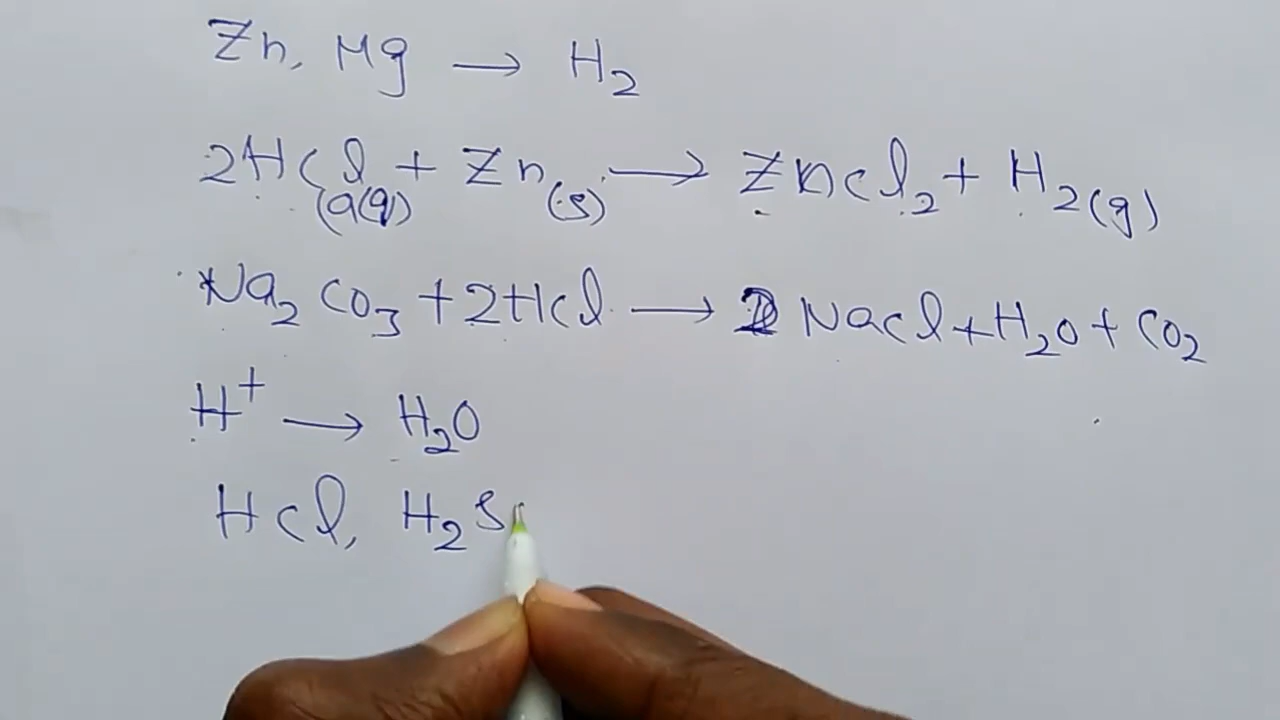 Zn, Mg → H₂
2HCl(aq) + Zn(s) → ZnCl₂ + H₂(g)
Na₂CO₃ + 2HCl → 2NaCl + H₂O + CO₂
H⁺ → H₂O
HCl, H₂S